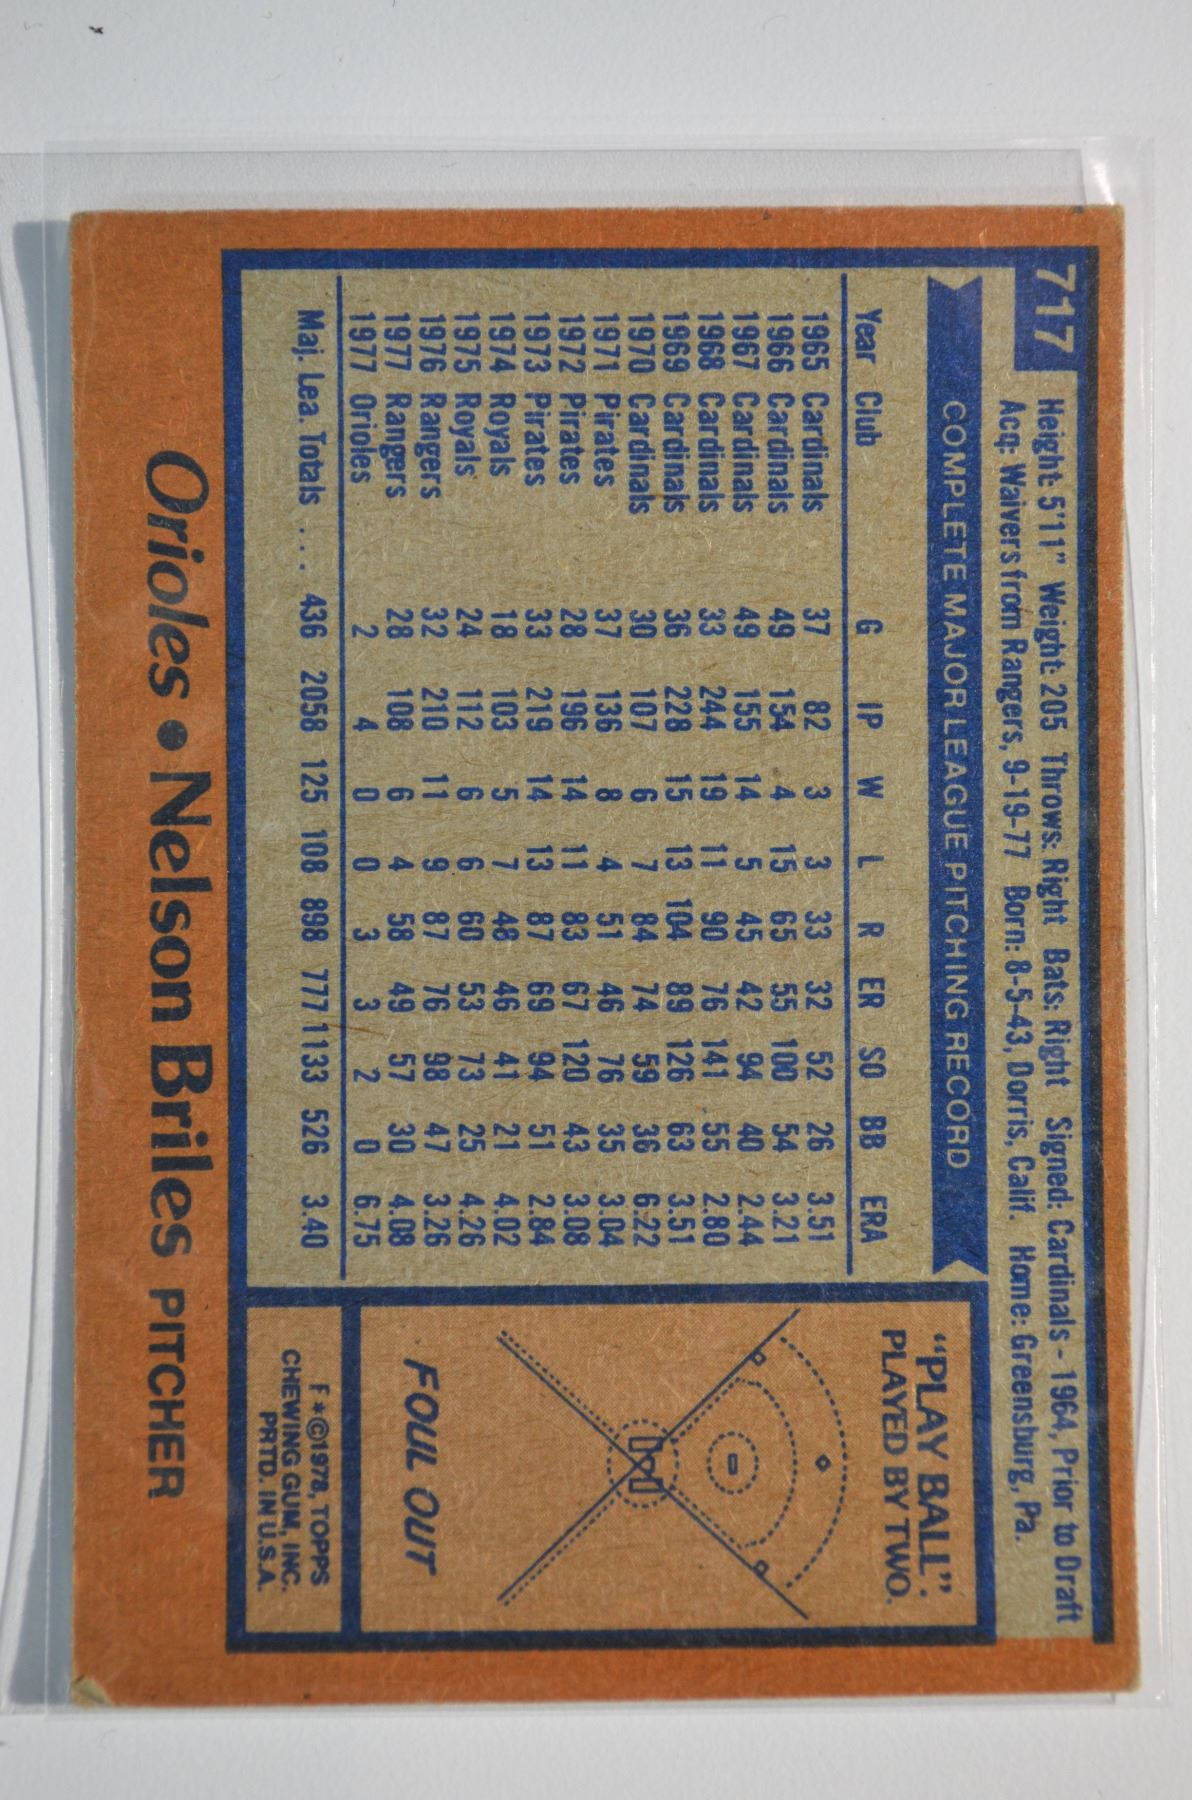 717
Height: 5'11" Weight: 205 Throws: Right Bats: Right Signed: Cardinals - 1964, Prior to Draft
Acq: Waivers from Rangers, 9-19-77 Born: 8-5-43, Dorris, Calif. Home: Greensburg, Pa.
COMPLETE MAJOR LEAGUE PITCHING RECORD
Year Club G IP W L R ER SO BB ERA
1965 Cardinals 37 82 3 3 33 32 52 26 3.51
1966 Cardinals 49 154 4 15 65 55 100 54 3.21
1967 Cardinals 49 155 14 5 45 42 94 40 2.44
1968 Cardinals 33 244 19 11 90 76 141 55 2.80
1969 Cardinals 36 228 15 13 104 89 126 63 3.51
1970 Cardinals 30 107 6 7 84 74 59 36 6.22
1971 Pirates 37 136 8 4 51 46 76 35 3.04
1972 Pirates 28 196 14 11 83 67 120 43 3.08
1973 Pirates 33 219 14 13 87 69 94 51 2.84
1974 Royals 18 103 5 7 48 46 41 21 4.02
1975 Royals 24 112 6 6 60 53 73 25 4.26
1976 Rangers 32 210 11 9 87 76 98 47 3.26
1977 Rangers 28 108 6 4 58 49 57 30 4.08
1977 Orioles 2 4 0 0 3 3 2 0 6.75
Maj. Lea. Totals . . . 436 2058 125 108 898 777 1133 526 3.40
"PLAY BALL":
PLAYED BY TWO.
FOUL OUT
F*©1978, TOPPS
CHEWING GUM, INC.
PRTD. IN U.S.A.
Orioles • Nelson Briles PITCHER